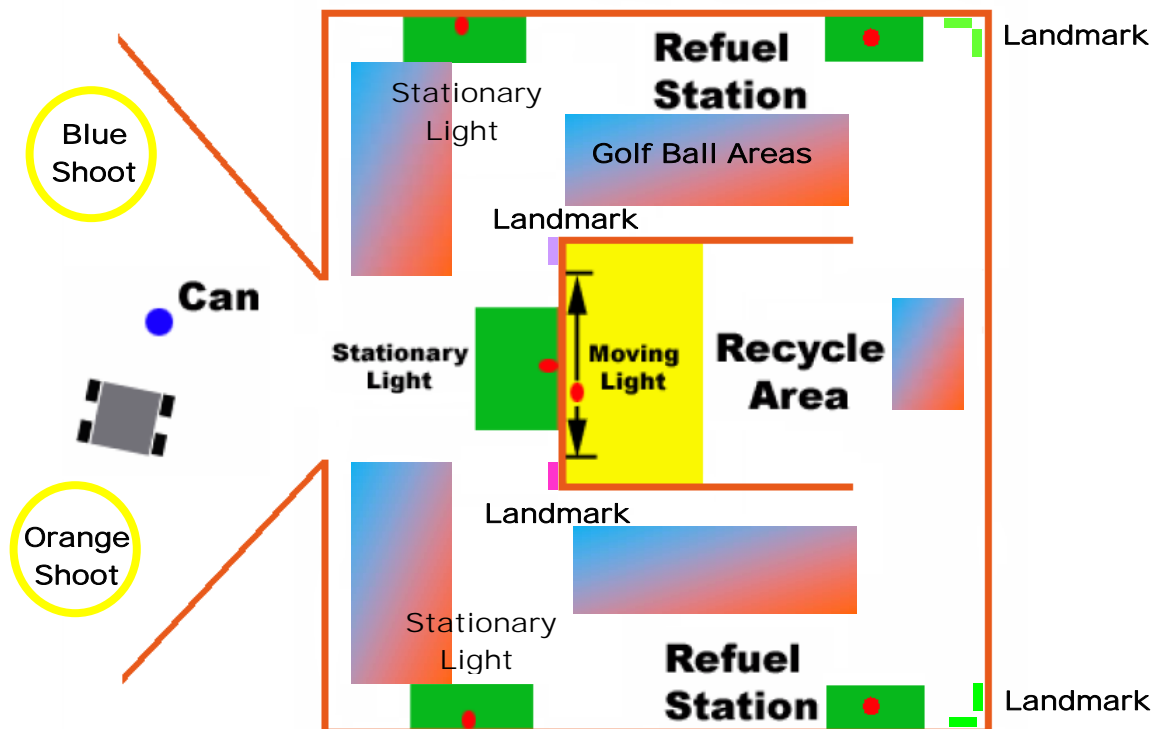 Refuel
Station
Landmark
Stationary
Light
Blue
Shoot
Golf Ball Areas
Landmark
Can
Stationary
Light
Moving
Light
Recycle
Area
Landmark
Orange
Shoot
Stationary
Light
Refuel
Station
Landmark